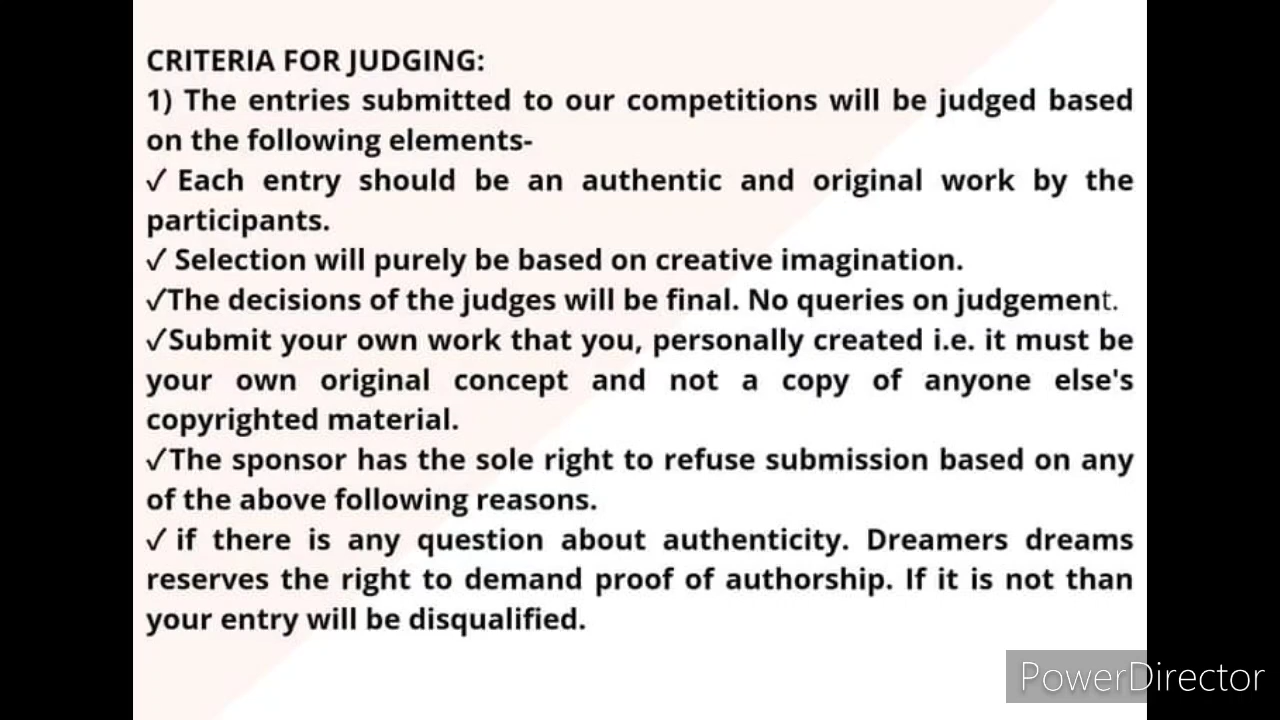 CRITERIA FOR JUDGING:
1) The entries submitted to our competitions will be judged based
on the following elements-
✓ Each entry should be an authentic and original work by the
participants.
✓ Selection will purely be based on creative imagination.
✓The decisions of the judges will be final. No queries on judgement.
✓Submit your own work that you, personally created i.e. it must be
your own original concept and not a copy of anyone else's
copyrighted material.
✓The sponsor has the sole right to refuse submission based on any
of the above following reasons.
✓ if there is any question about authenticity. Dreamers dreams
reserves the right to demand proof of authorship. If it is not than
your entry will be disqualified.
PowerDirector